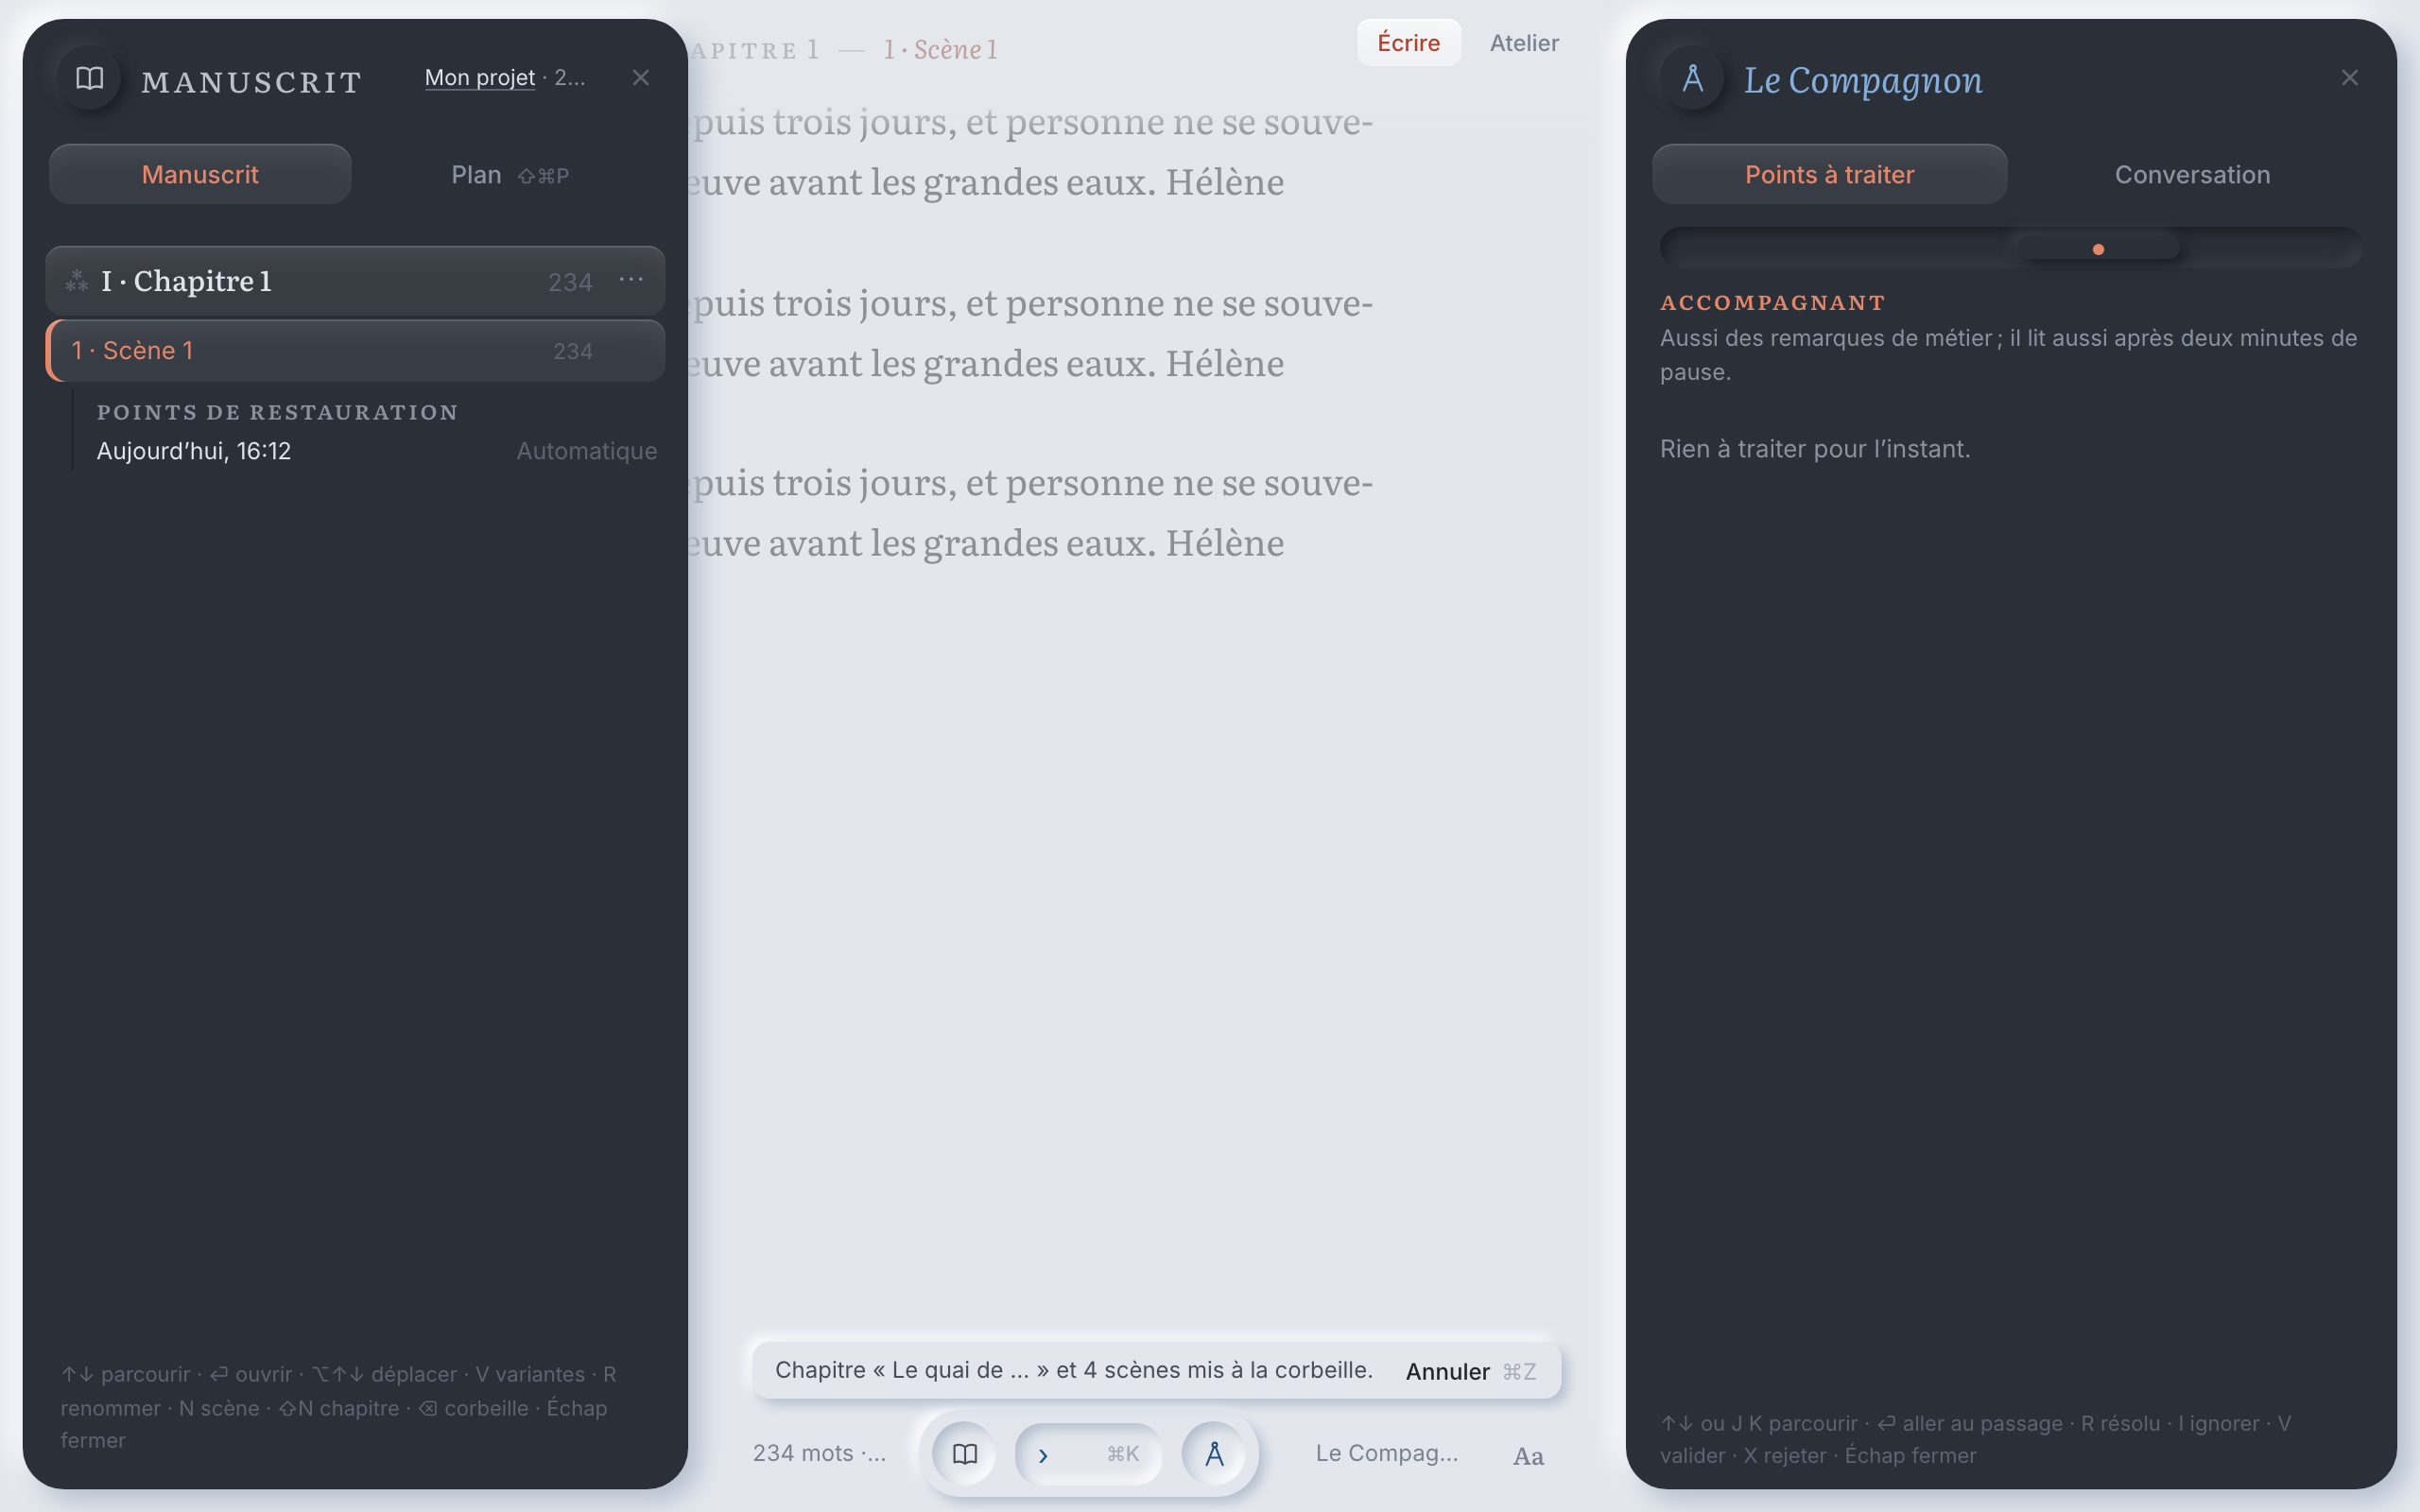 MANUSCRIT
Mon projet · 2...
×
Manuscrit
Plan ⇧⌘P
I · Chapitre 1 234 ...
1 · Scène 1 234
POINTS DE RESTAURATION
Aujourd’hui, 16:12 Automatique
↑↓ parcourir · ⏎ ouvrir · ⌥↑↓ déplacer · V variantes · R
renommer · N scène · ⇧N chapitre · ⌫ corbeille · Échap
fermer
APITRE 1 — 1 · Scène 1
Écrire
Atelier
puis trois jours, et personne ne se souve-
euve avant les grandes eaux. Hélène
puis trois jours, et personne ne se souve-
euve avant les grandes eaux. Hélène
puis trois jours, et personne ne se souve-
euve avant les grandes eaux. Hélène
Chapitre « Le quai de ... » et 4 scènes mis à la corbeille. Annuler ⌘Z
234 mots ·...
› ⌘K
Le Compag...
Aa
Le Compagnon
×
Points à traiter
Conversation
ACCOMPAGNANT
Aussi des remarques de métier ; il lit aussi après deux minutes de
pause.
Rien à traiter pour l’instant.
↑↓ ou J K parcourir · ⏎ aller au passage · R résolu · I ignorer · V
valider · X rejeter · Échap fermer